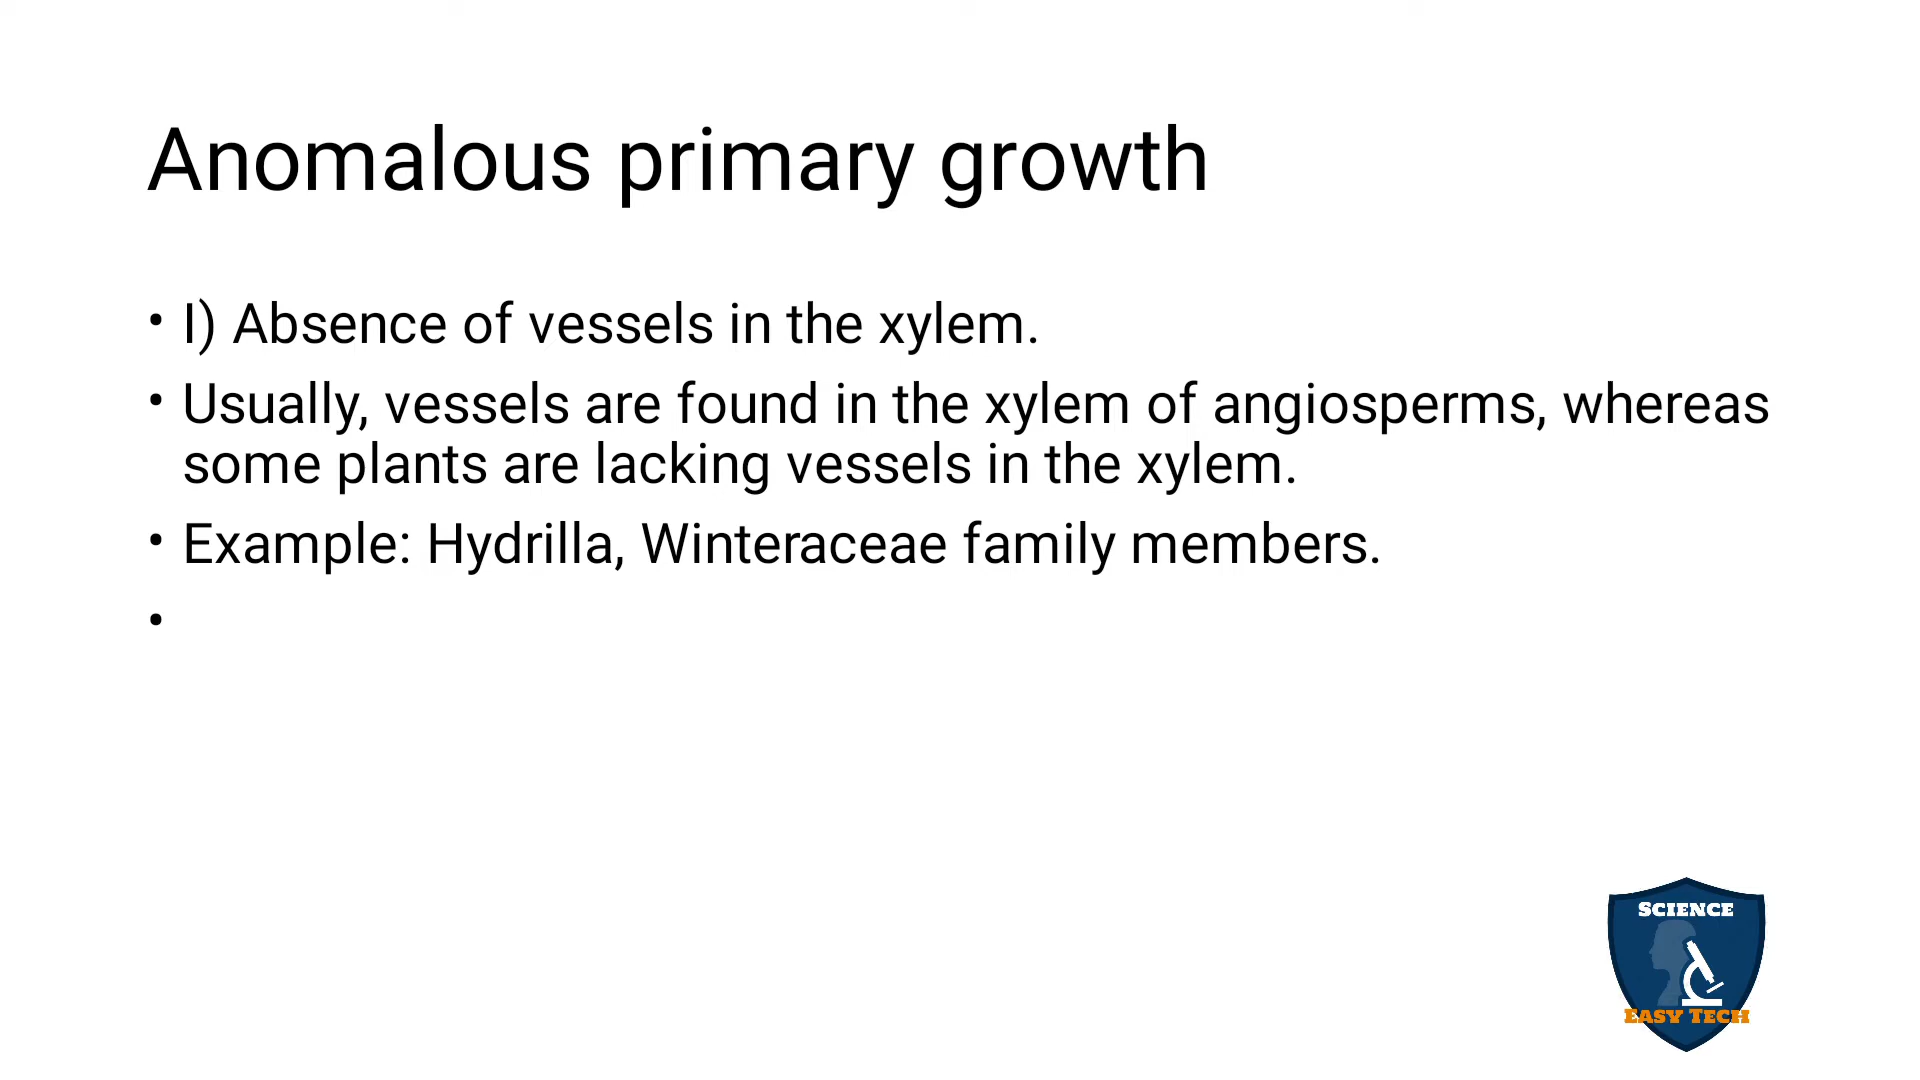 Anomalous primary growth
• I) Absence of vessels in the xylem.
• Usually, vessels are found in the xylem of angiosperms, whereas
some plants are lacking vessels in the xylem.
• Example: Hydrilla, Winteraceae family members.
•
SCIENCE
EASY TECH